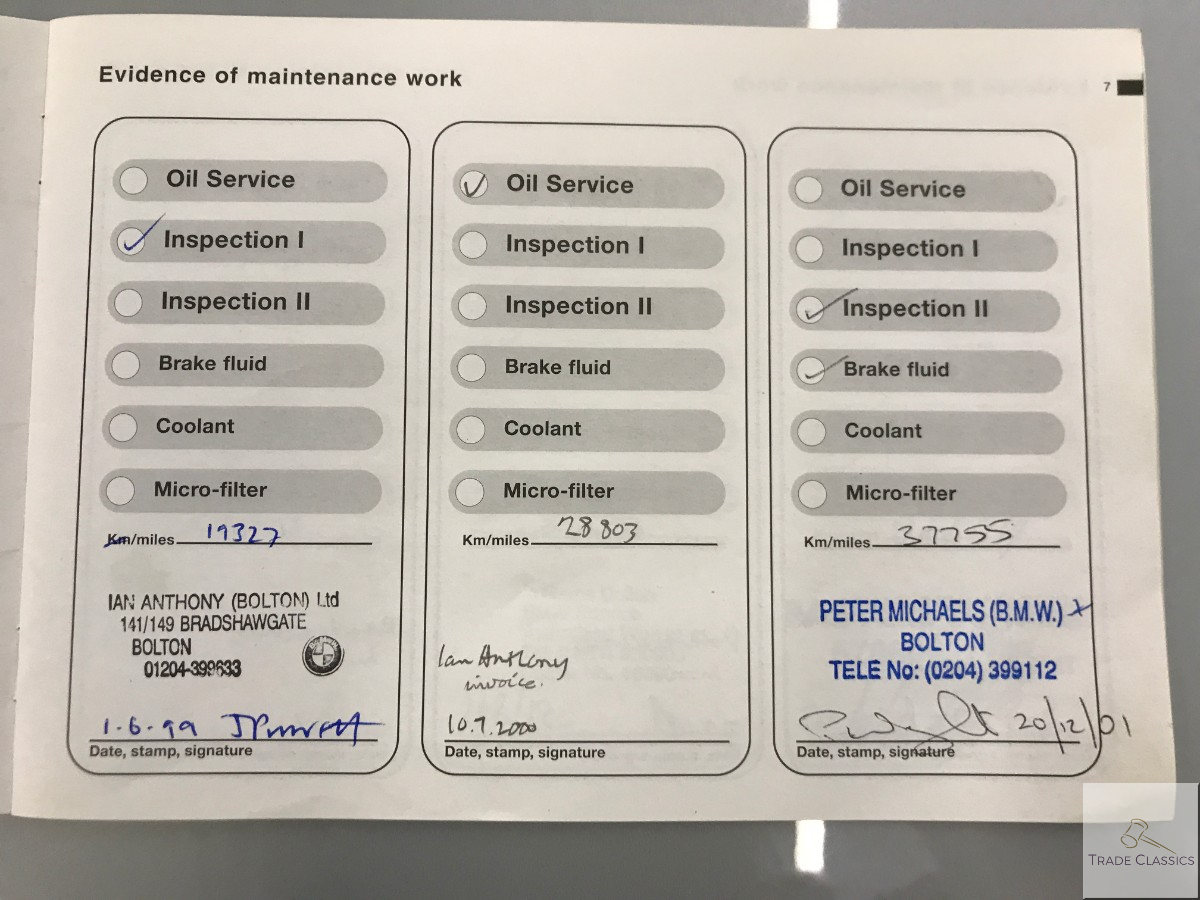 Evidence of maintenance work
7
Oil Service
Inspection I
Inspection II
Brake fluid
Coolant
Micro-filter
Km/miles 19327
IAN ANTHONY (BOLTON) Ltd
141/149 BRADSHAWGATE
BOLTON
01204-399633
1.6.99
Date, stamp, signature
Oil Service
Inspection I
Inspection II
Brake fluid
Coolant
Micro-filter
Km/miles 28803
Ian Anthony
invoice.
10.7.2000
Date, stamp, signature
Oil Service
Inspection I
Inspection II
Brake fluid
Coolant
Micro-filter
Km/miles 37755
PETER MICHAELS (B.M.W.)
BOLTON
TELE No: (0204) 399112
20/12/01
Date, stamp, signature
TRADE CLASSICS